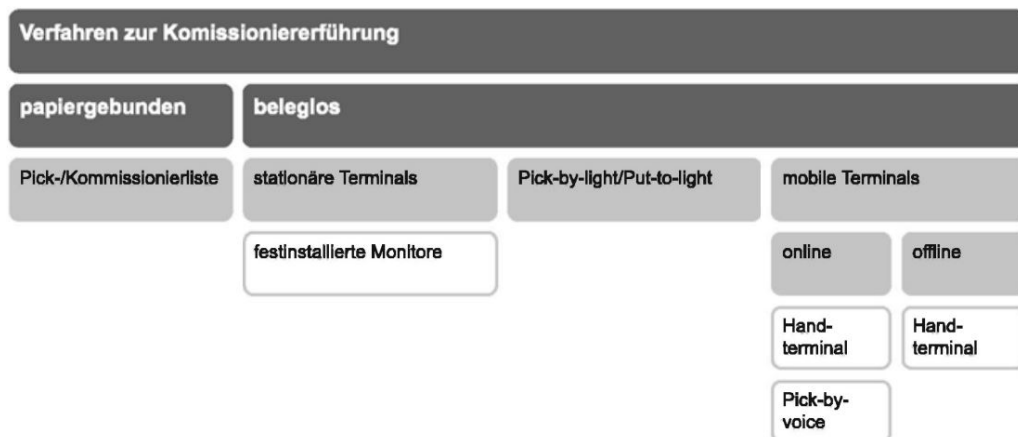 Verfahren zur Komissioniererführung
papiergebunden
beleglos
Pick-/Kommissionierliste
stationäre Terminals
Pick-by-light/Put-to-light
mobile Terminals
festinstallierte Monitore
online
offline
Hand-
terminal
Hand-
terminal
Pick-by-
voice